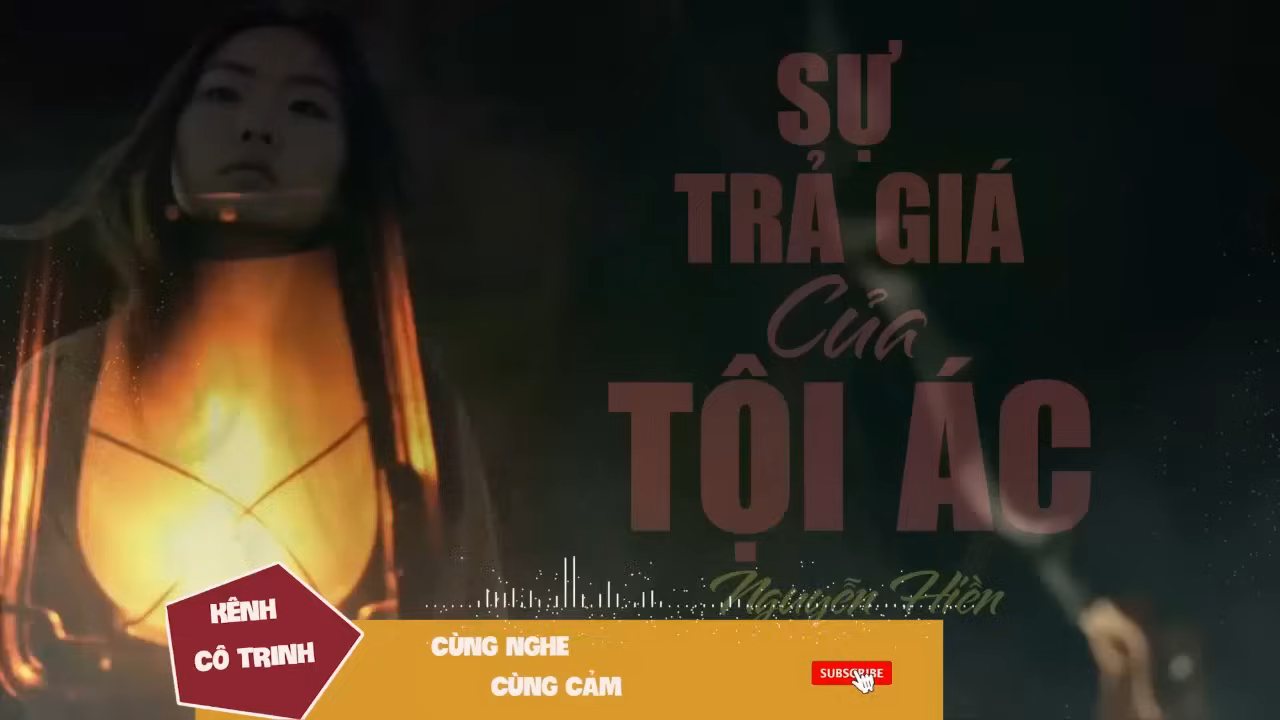 SỰ
TRẢ GIÁ
Của
TỘI ÁC
Nguyễn Hiền
KÊNH
CÔ TRINH
CÙNG NGHE
CÙNG CẢM
SUBSCRIBE